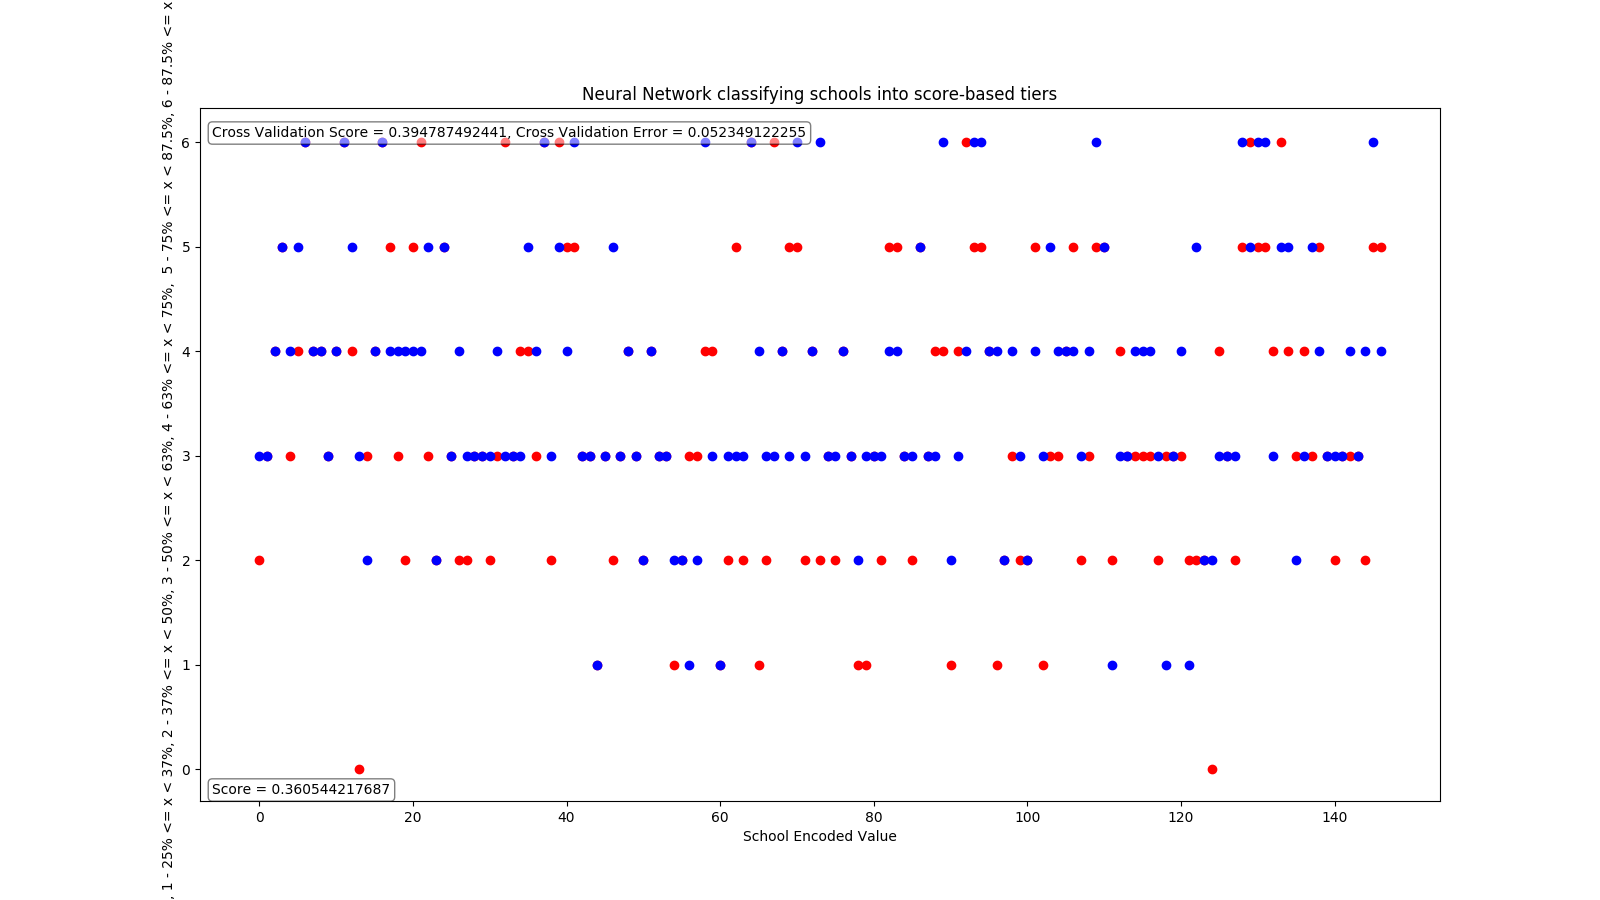 Neural Network classifying schools into score-based tiers
Cross Validation Score = 0.394787492441, Cross Validation Error = 0.052349122255
, 1 - 25% <= x < 37%, 2 - 37% <= x < 50%, 3 - 50% <= x < 63%, 4 - 63% <= x < 75%, 5 - 75% <= x < 87.5%, 6 - 87.5% <= x
6
5
4
3
2
1
0
Score = 0.360544217687
0 20 40 60 80 100 120 140
School Encoded Value